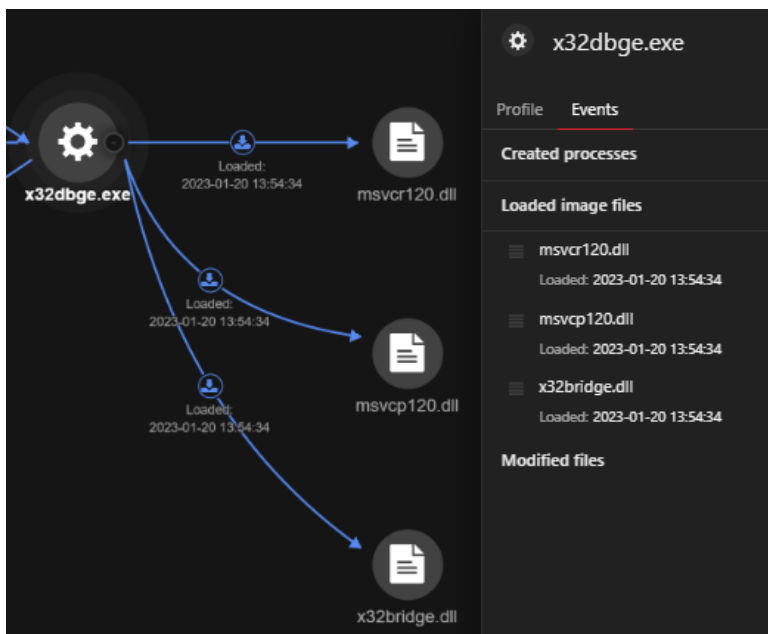 x32dbge.exe
Loaded:
2023-01-20 13:54:34
msvcr120.dll
Loaded:
2023-01-20 13:54:34
msvcp120.dll
Loaded:
2023-01-20 13:54:34
x32bridge.dll
x32dbge.exe
Profile Events
Created processes
Loaded image files
msvcr120.dll
Loaded: 2023-01-20 13:54:34
msvcp120.dll
Loaded: 2023-01-20 13:54:34
x32bridge.dll
Loaded: 2023-01-20 13:54:34
Modified files